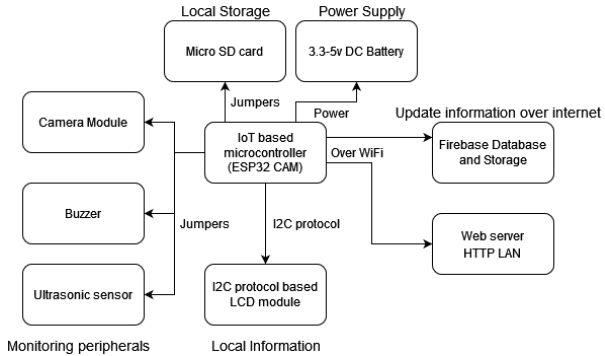 Local Storage
Power Supply
Micro SD card
3.3-5v DC Battery
Jumpers
Power
Update information over internet
Camera Module
IoT based
microcontroller
(ESP32 CAM)
Firebase Database
and Storage
Over WiFi
Buzzer
Jumpers
I2C protocol
Web server
HTTP LAN
Ultrasonic sensor
I2C protocol based
LCD module
Monitoring peripherals
Local Information